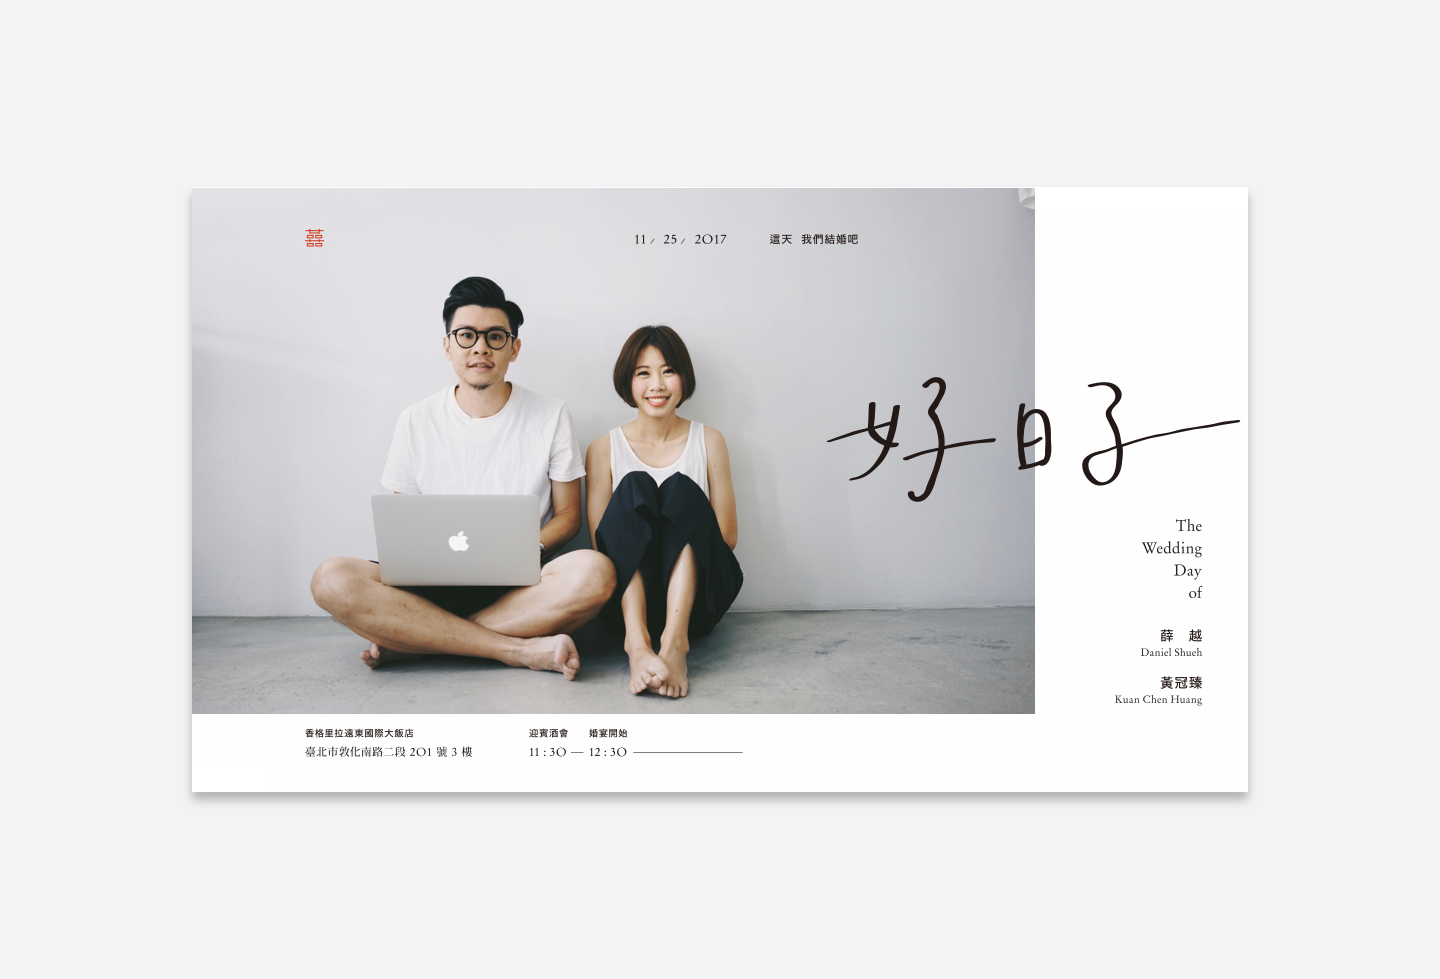 囍
11 / 25 / 2017 這天 我們結婚吧
好日子
The
Wedding
Day
of
薛 越
Daniel Shueh
黃冠臻
Kuan Chen Huang
香格里拉遠東國際大飯店
臺北市敦化南路二段 201 號 3 樓
迎賓酒會 婚宴開始
11 : 30 — 12 : 30